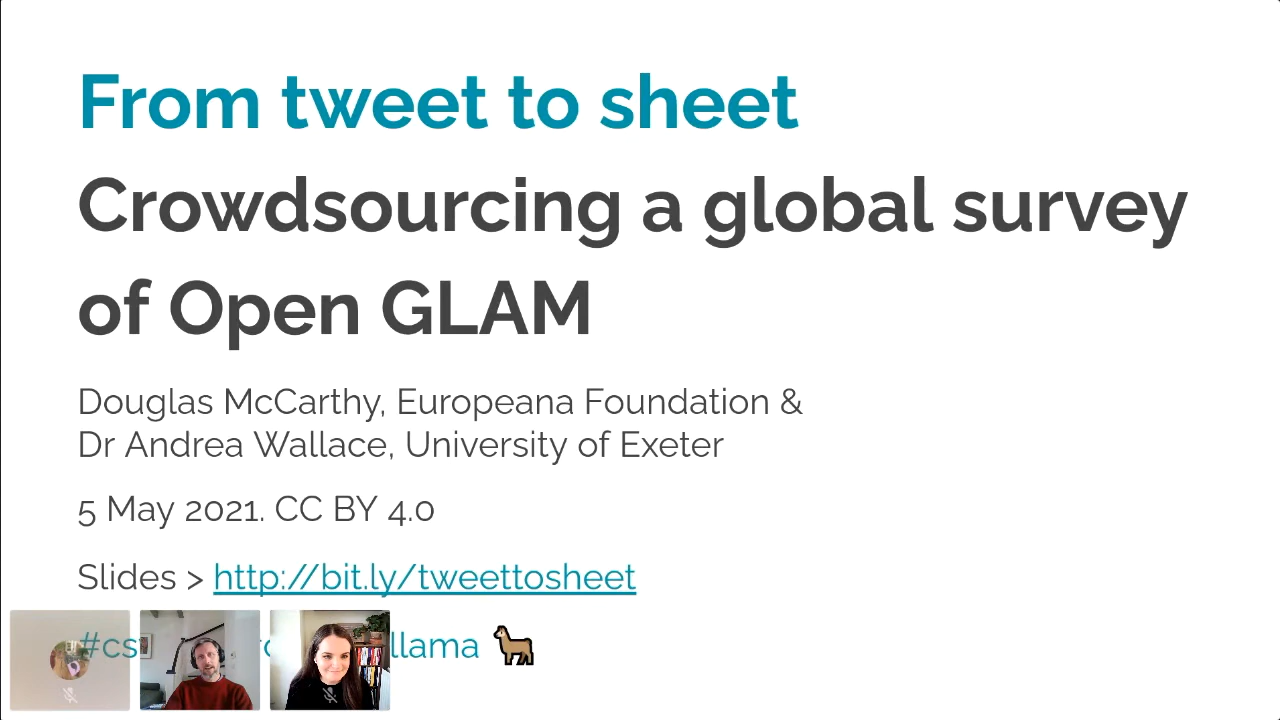 From tweet to sheet
Crowdsourcing a global survey
of Open GLAM
Douglas McCarthy, Europeana Foundation &
Dr Andrea Wallace, University of Exeter
5 May 2021. CC BY 4.0
Slides > http://bit.ly/tweettosheet
llama